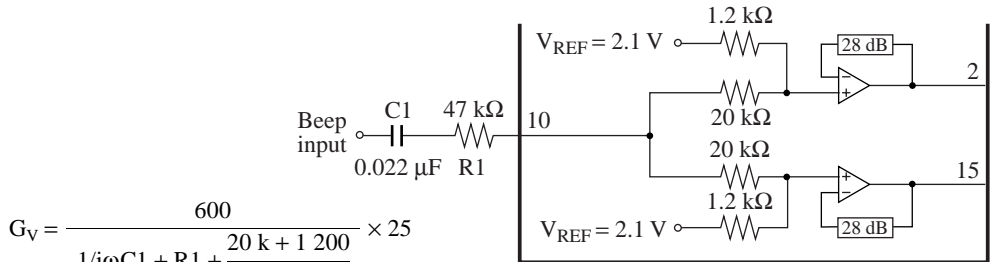 1.2 kΩ
V_REF = 2.1 V
28 dB
−
+
2
20 kΩ
C1
47 kΩ
10
Beep
input
0.022 µF R1
20 kΩ
15
+
−
1.2 kΩ
V_REF = 2.1 V
28 dB
G_V = 600
× 25
1/jωC1 + R1 + 20 k + 1 200